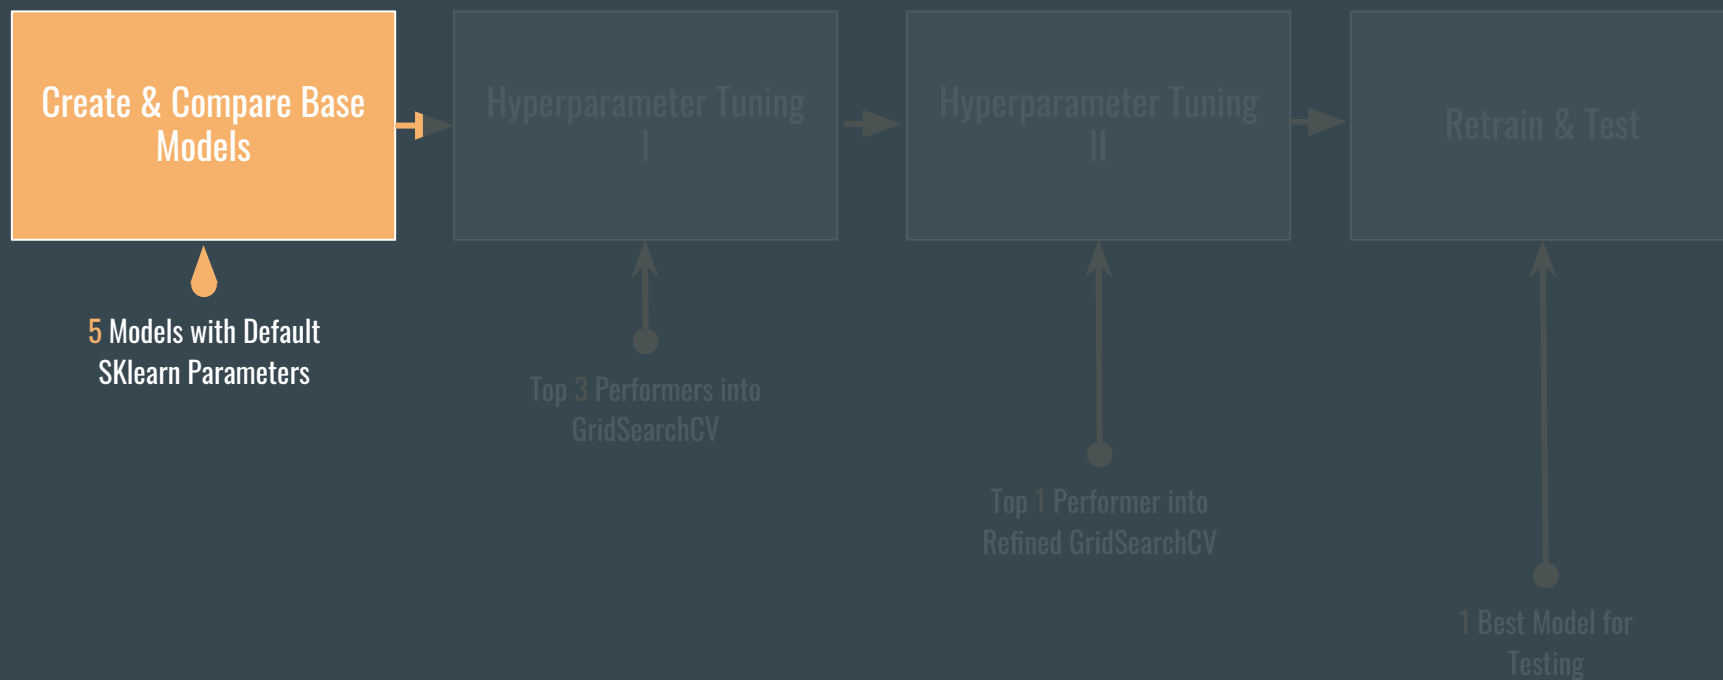 Create & Compare Base
Models
Hyperparameter Tuning
I
Hyperparameter Tuning
II
Retrain & Test
5 Models with Default
SKlearn Parameters
Top 3 Performers into
GridSearchCV
Top 1 Performer into
Refined GridSearchCV
1 Best Model for
Testing